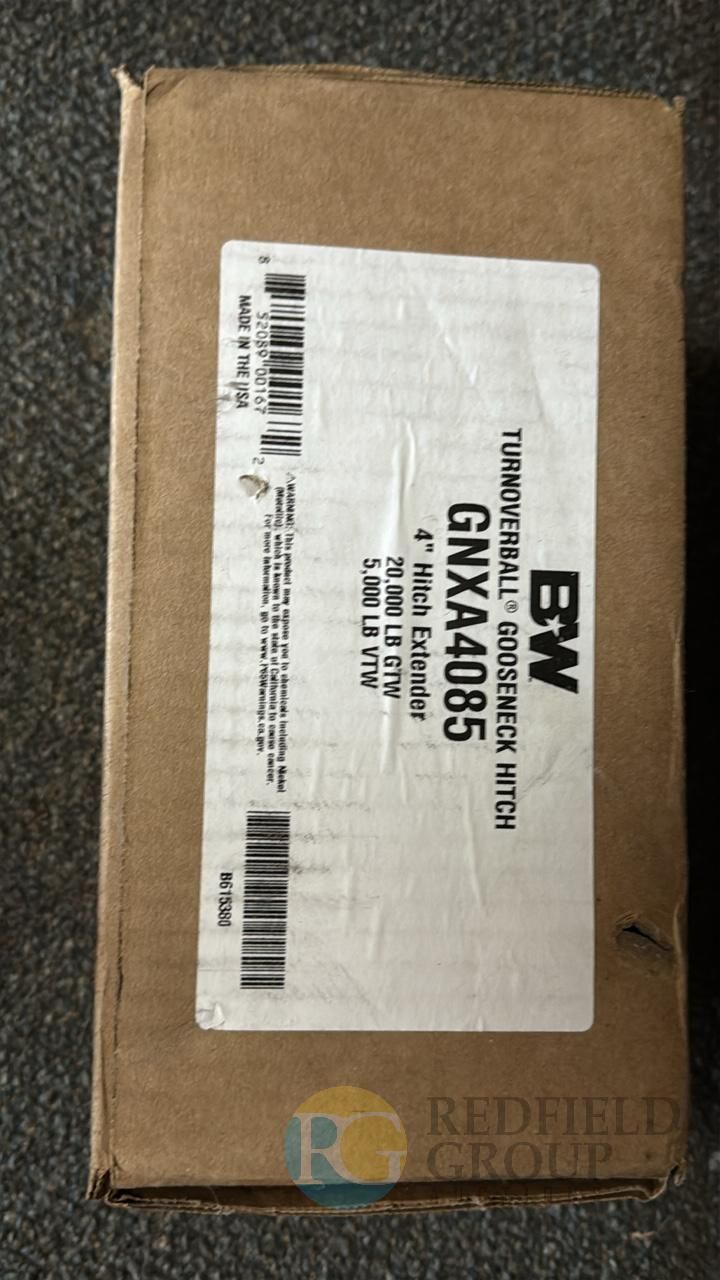 B&W
TURNOVERBALL® GOOSENECK HITCH
GNXA4085
4" Hitch Extender
20,000 LB GTW
5,000 LB VTW
8 52089 00167 2
MADE IN THE USA
⚠WARNING: This product may expose you to chemicals including Nickel
(Metallic), which is known to the state of California to cause cancer.
For more information, go to www.P65Warnings.ca.gov.
B615380
RG
REDFIELD
GROUP